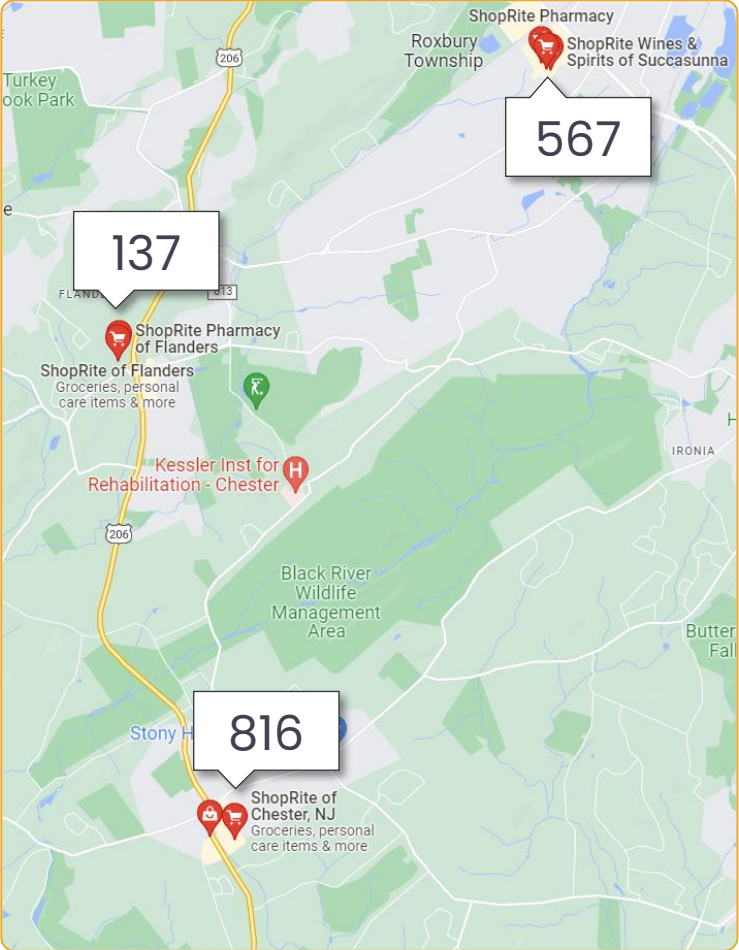 ShopRite Pharmacy
Roxbury
Township
ShopRite Wines &
Spirits of Succasunna
206
Turkey
ook Park
567
e
137
FLAND
513
ShopRite Pharmacy
of Flanders
ShopRite of Flanders
Groceries, personal
care items & more
H
IRONIA
Kessler Inst for
Rehabilitation - Chester
H
206
Black River
Wildlife
Management
Area
Butter
Fall
816
Stony H
ShopRite of
Chester, NJ
Groceries, personal
care items & more